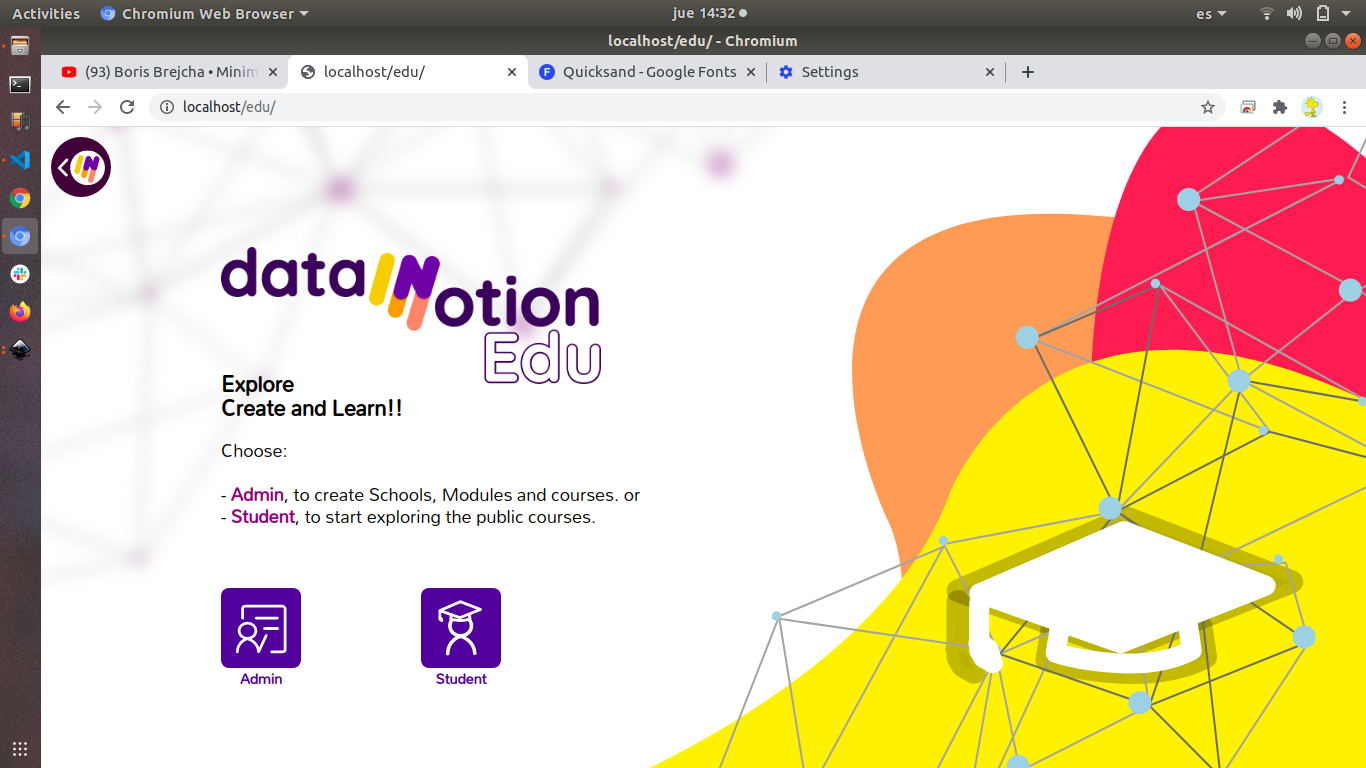 Activities
Chromium Web Browser
jue 14:32
es
localhost/edu/ - Chromium
(93) Boris Brejcha • Minim
localhost/edu/
Quicksand - Google Fonts
Settings
localhost/edu/
dataINotion
Edu
Explore
Create and Learn!!
Choose:
- Admin, to create Schools, Modules and courses. or
- Student, to start exploring the public courses.
Admin
Student